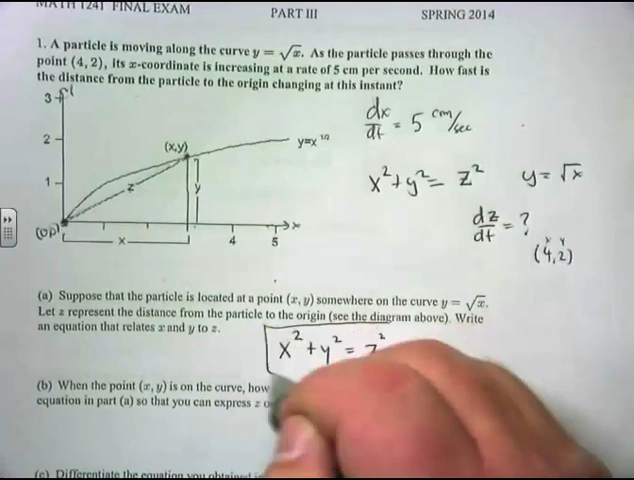 MATH 1241 FINAL EXAM PART III SPRING 2014
1. A particle is moving along the curve y = √x. As the particle passes through the
point (4, 2), its x-coordinate is increasing at a rate of 5 cm per second. How fast is
the distance from the particle to the origin changing at this instant?
3
2
1
(x,y)
y=x^1/2
z
y
(0,0)
x
4
5
x
dx/dt = 5 cm/sec
x² + y² = z² y = √x
dz/dt = ?
x y
(4,2)
(a) Suppose that the particle is located at a point (x, y) somewhere on the curve y = √x.
Let z represent the distance from the particle to the origin (see the diagram above). Write
an equation that relates x and y to z.
x² + y² = z²
(b) When the point (x, y) is on the curve, how
equation in part (a) so that you can express z
(c) Differentiate the equation you obtained